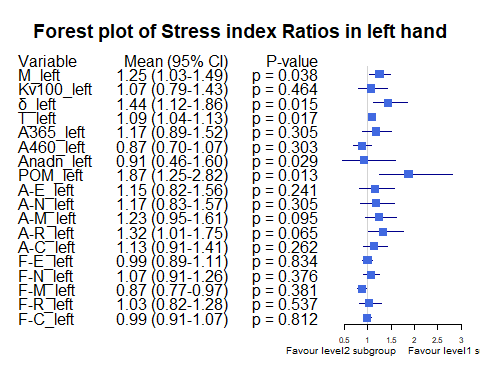 Forest plot of Stress index Ratios in left hand
Variable Mean (95% CI) P-value
M_left 1.25 (1.03-1.49) p = 0.038
Kv100_left 1.07 (0.79-1.43) p = 0.464
δ_left 1.44 (1.12-1.86) p = 0.015
T_left 1.09 (1.04-1.13) p = 0.017
A365_left 1.17 (0.89-1.52) p = 0.305
A460_left 0.87 (0.70-1.07) p = 0.303
Anadn_left 0.91 (0.46-1.60) p = 0.029
POM_left 1.87 (1.25-2.82) p = 0.013
A-E_left 1.15 (0.82-1.56) p = 0.241
A-N_left 1.17 (0.83-1.57) p = 0.305
A-M_left 1.23 (0.95-1.61) p = 0.095
A-R_left 1.32 (1.01-1.75) p = 0.065
A-C_left 1.13 (0.91-1.41) p = 0.262
F-E_left 0.99 (0.89-1.11) p = 0.834
F-N_left 1.07 (0.91-1.26) p = 0.376
F-M_left 0.87 (0.77-0.97) p = 0.381
F-R_left 1.03 (0.82-1.28) p = 0.537
F-C_left 0.99 (0.91-1.07) p = 0.812
0.5 1 1.5 2 2.5 3
Favour level2 subgroup Favour level1 s